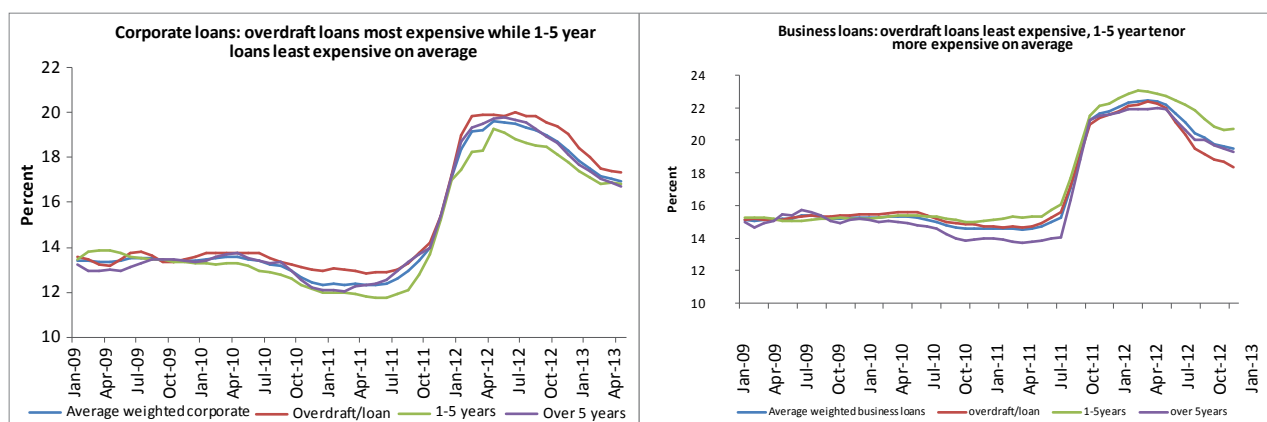 Corporate loans: overdraft loans most expensive while 1-5 year
loans least expensive on average
Percent
22
20
18
16
14
12
10
Jan-09
Apr-09
Jul-09
Oct-09
Jan-10
Apr-10
Jul-10
Oct-10
Jan-11
Apr-11
Jul-11
Oct-11
Jan-12
Apr-12
Jul-12
Oct-12
Jan-13
Apr-13
Average weighted corporate
Overdraft/loan
1-5 years
Over 5 years
Business loans: overdraft loans least expensive, 1-5 year tenor
more expensive on average
Percent
24
22
20
18
16
14
12
10
Jan-09
Apr-09
Jul-09
Oct-09
Jan-10
Apr-10
Jul-10
Oct-10
Jan-11
Apr-11
Jul-11
Oct-11
Jan-12
Apr-12
Jul-12
Oct-12
Jan-13
Average weighted business loans
overdraft/loan
1-5years
over 5years